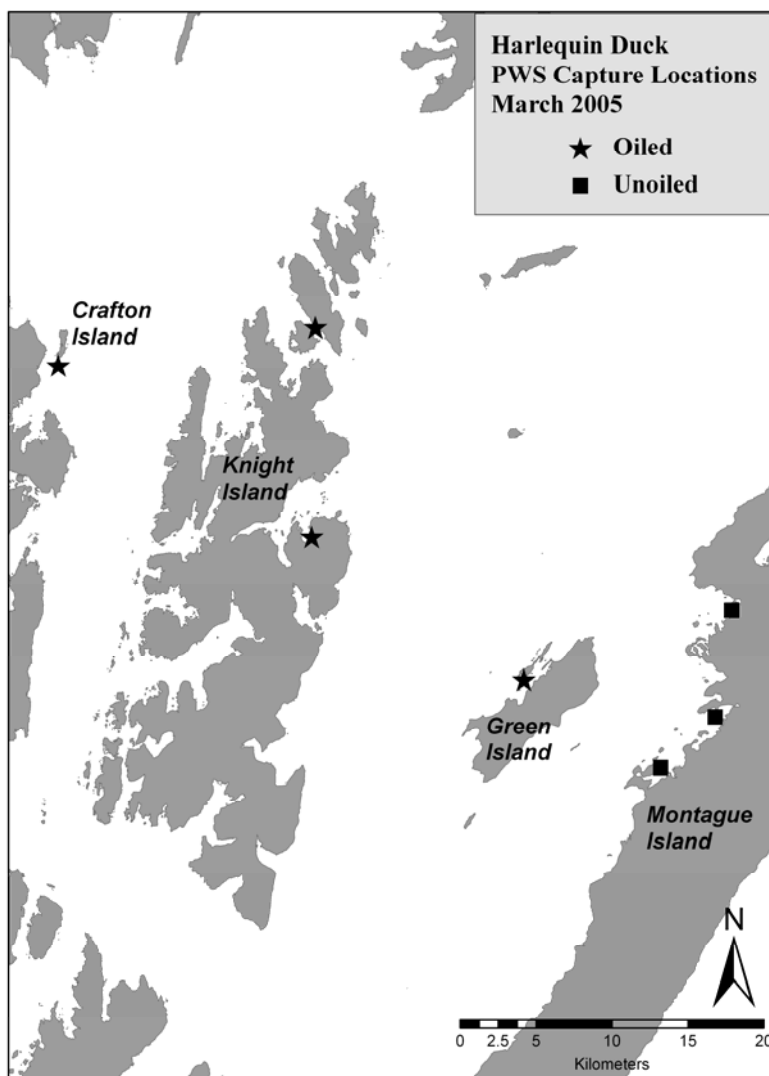 Harlequin Duck
PWS Capture Locations
March 2005
Oiled
Unoiled
Crafton
Island
Knight
Island
Green
Island
Montague
Island
N
0 2.5 5 10 15 20
Kilometers